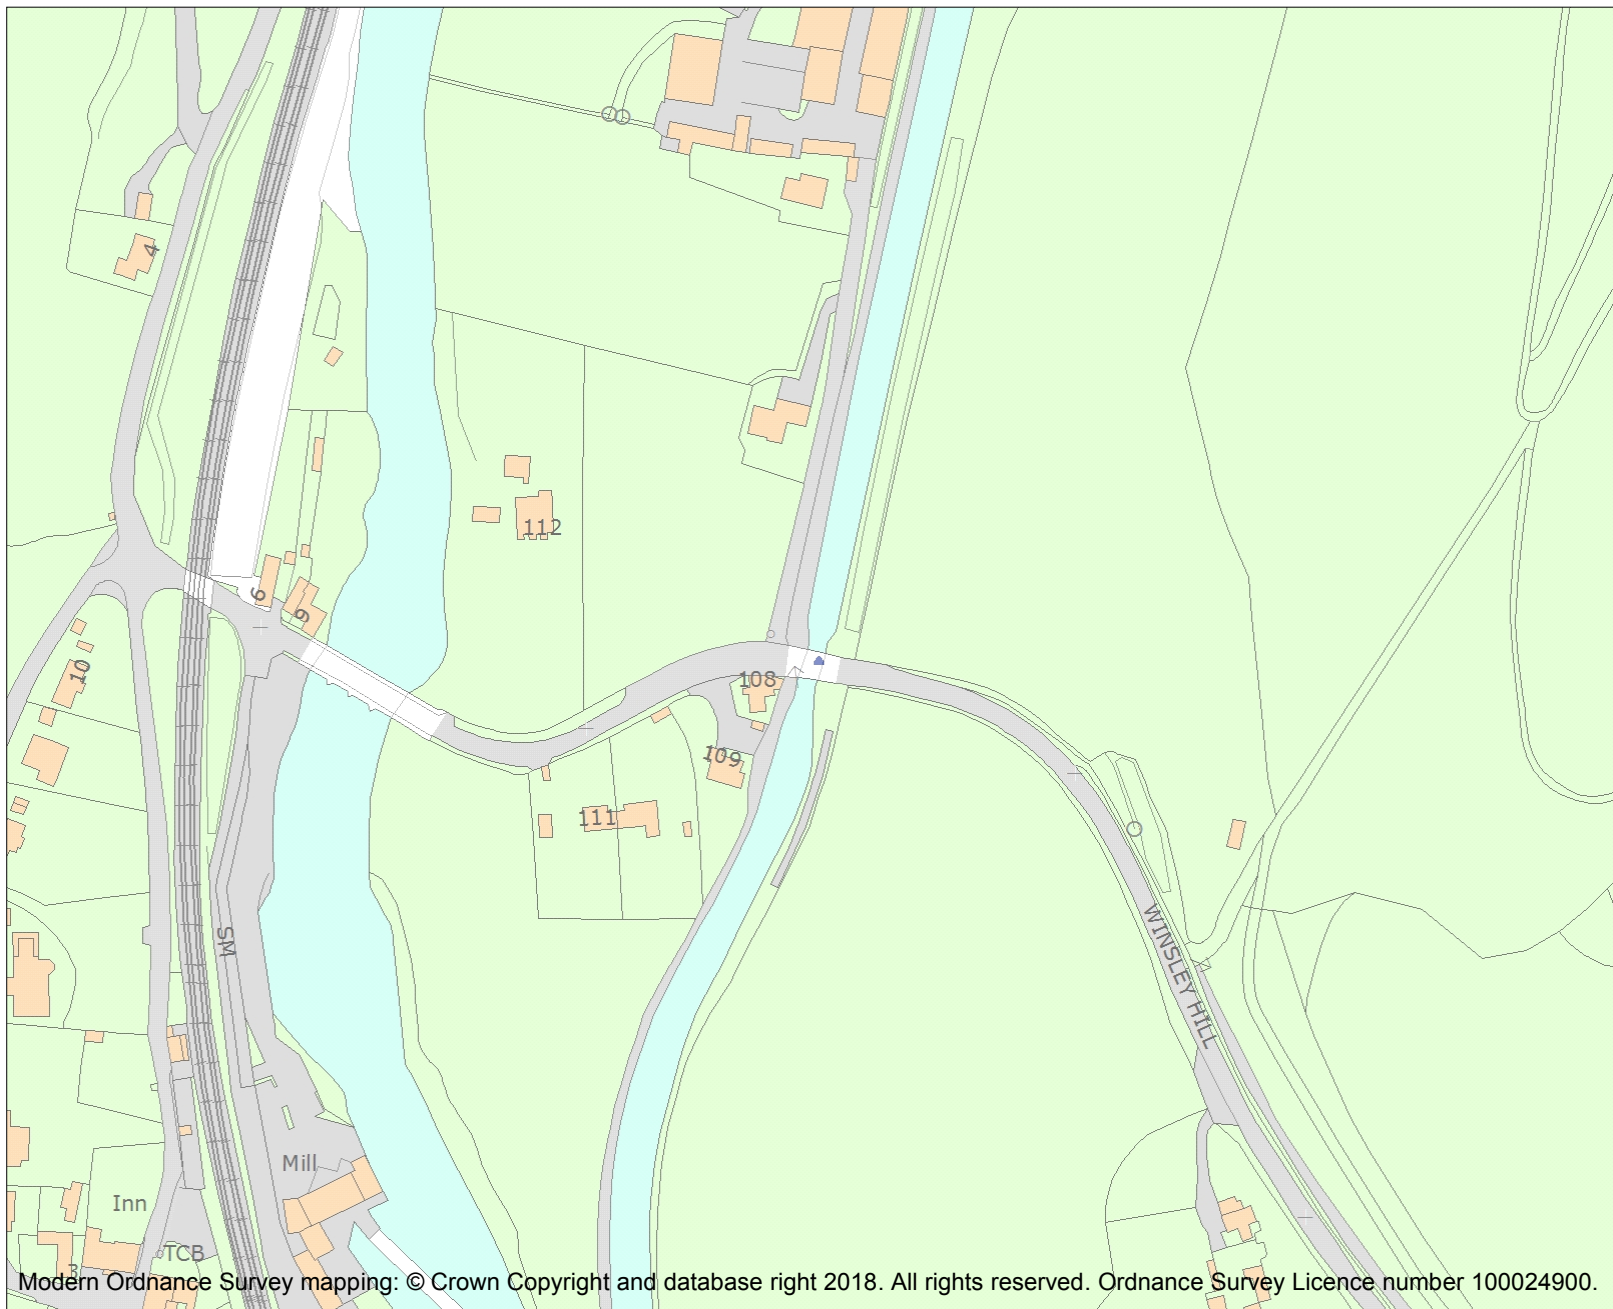 4
112
6
9
10
108
109
111
WINSLEY HILL
SM
Mill
Inn
TCB
3
Modern Ordnance Survey mapping: © Crown Copyright and database right 2018. All rights reserved. Ordnance Survey Licence number 100024900.